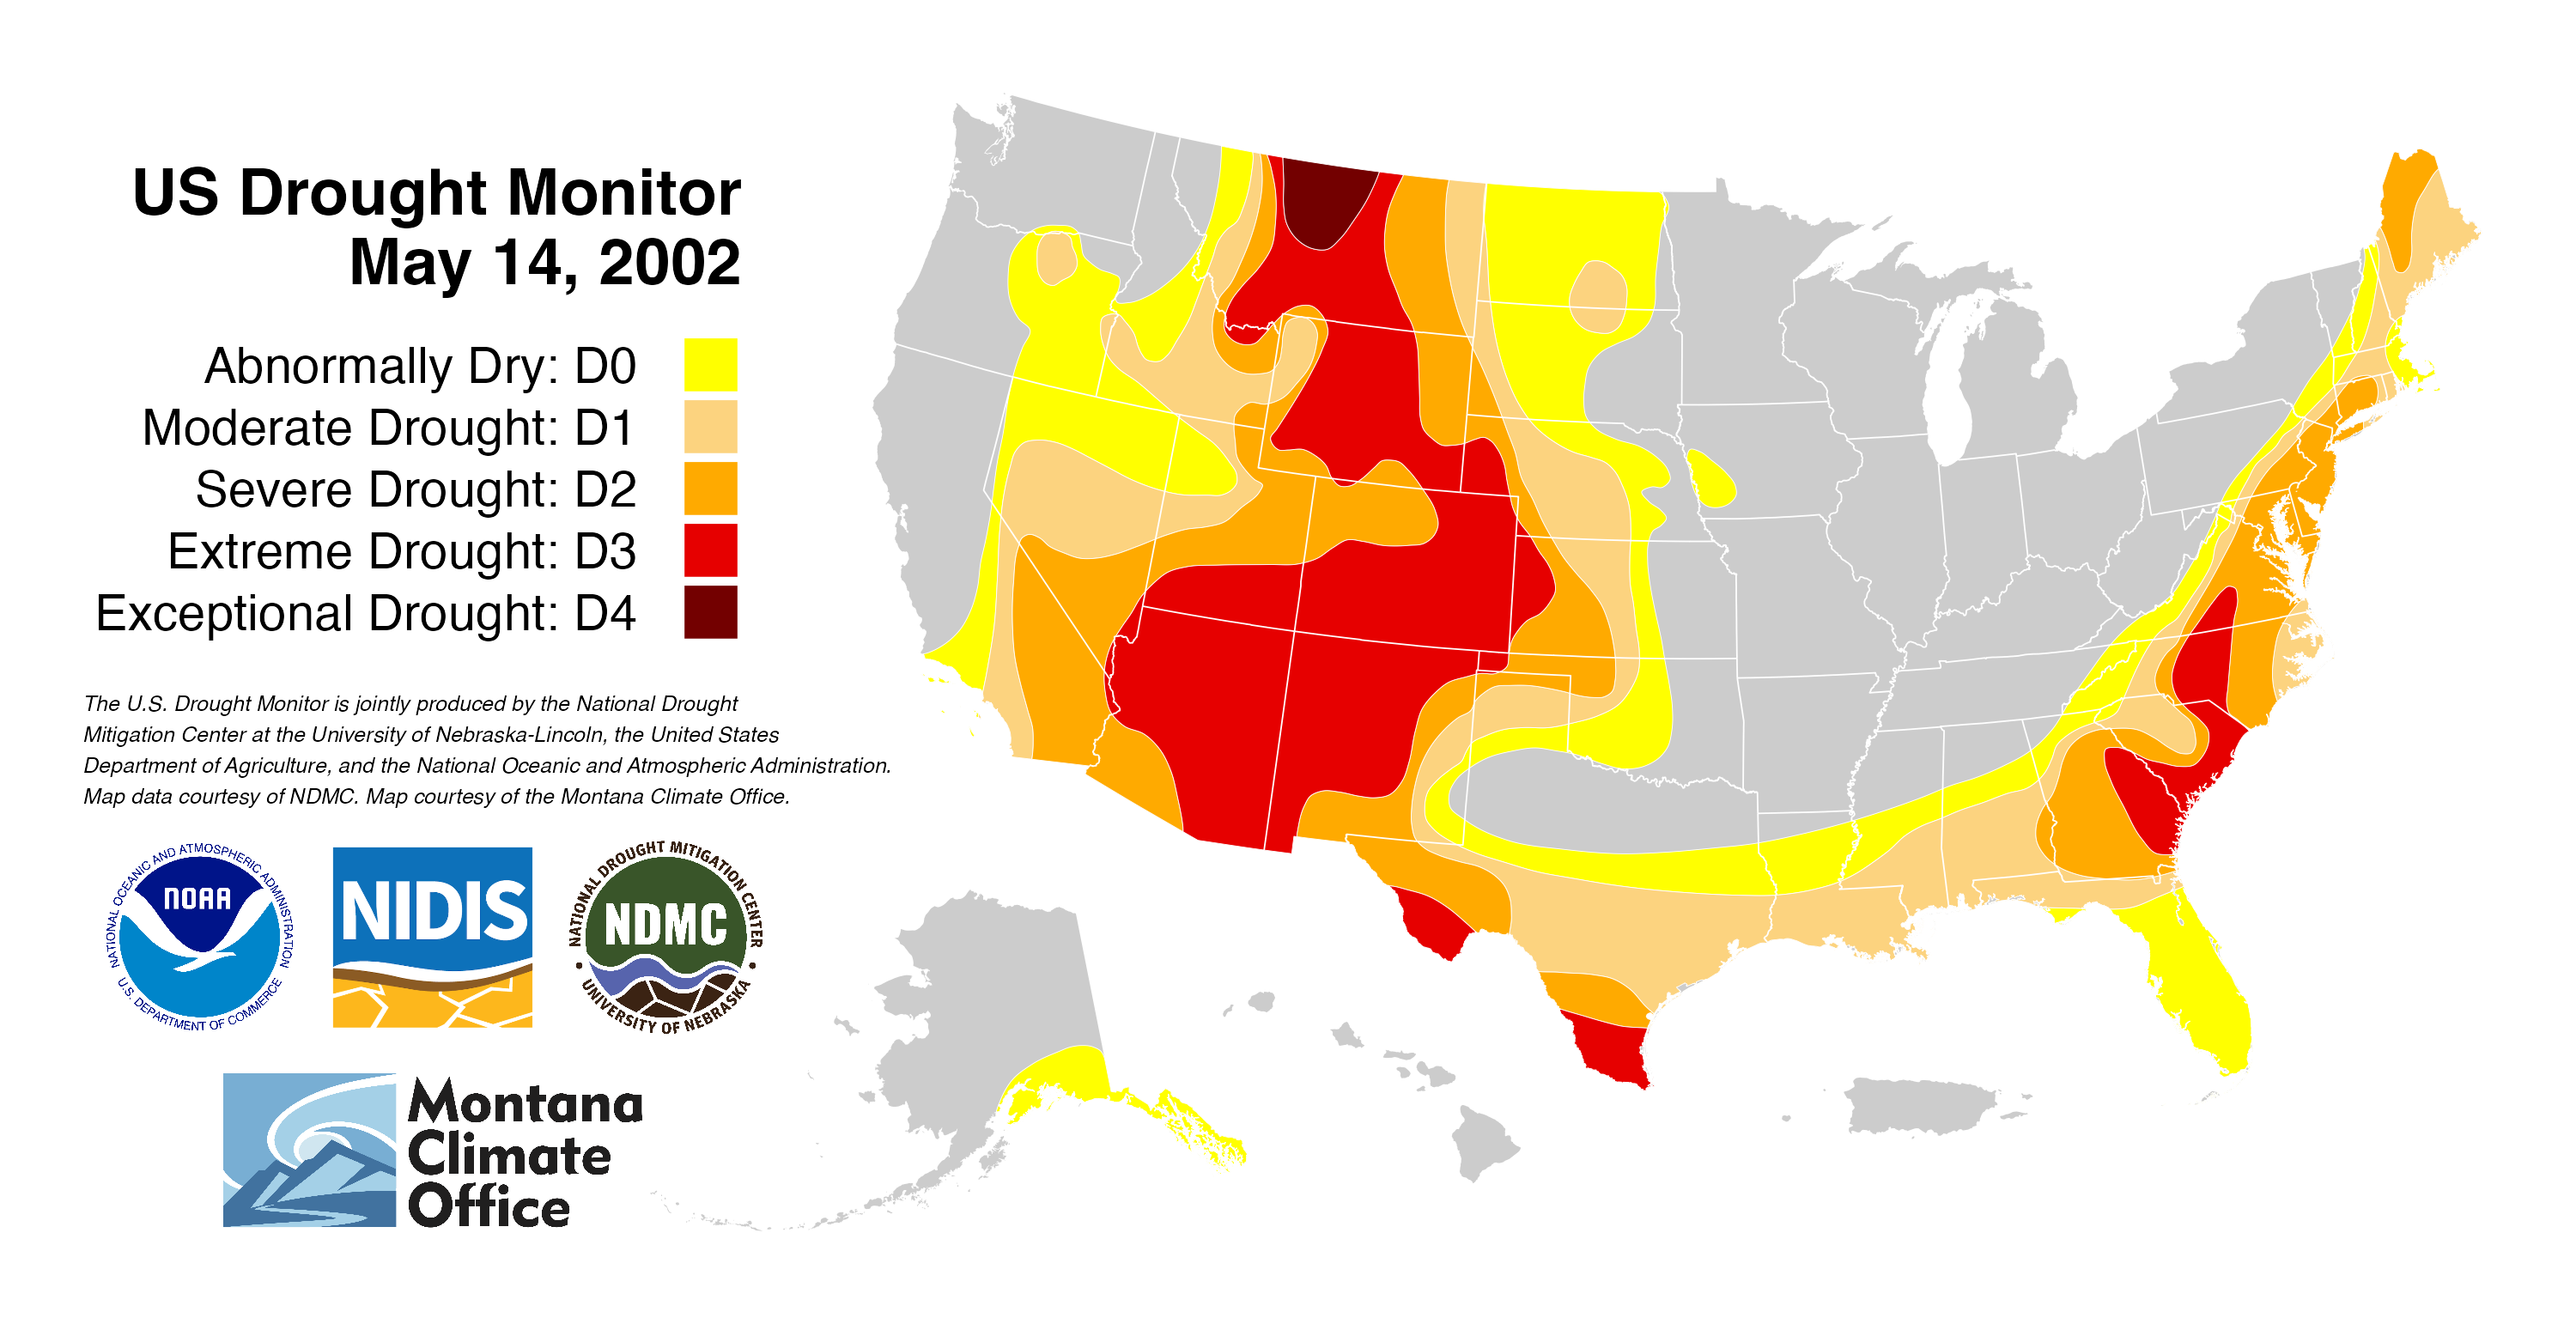 US Drought Monitor
May 14, 2002
Abnormally Dry: D0
Moderate Drought: D1
Severe Drought: D2
Extreme Drought: D3
Exceptional Drought: D4
The U.S. Drought Monitor is jointly produced by the National Drought
Mitigation Center at the University of Nebraska-Lincoln, the United States
Department of Agriculture, and the National Oceanic and Atmospheric Administration.
Map data courtesy of NDMC. Map courtesy of the Montana Climate Office.
NATIONAL OCEANIC AND ATMOSPHERIC ADMINISTRATION
NOAA
U.S. DEPARTMENT OF COMMERCE
NIDIS
NATIONAL DROUGHT MITIGATION CENTER
NDMC
UNIVERSITY OF NEBRASKA
Montana
Climate
Office